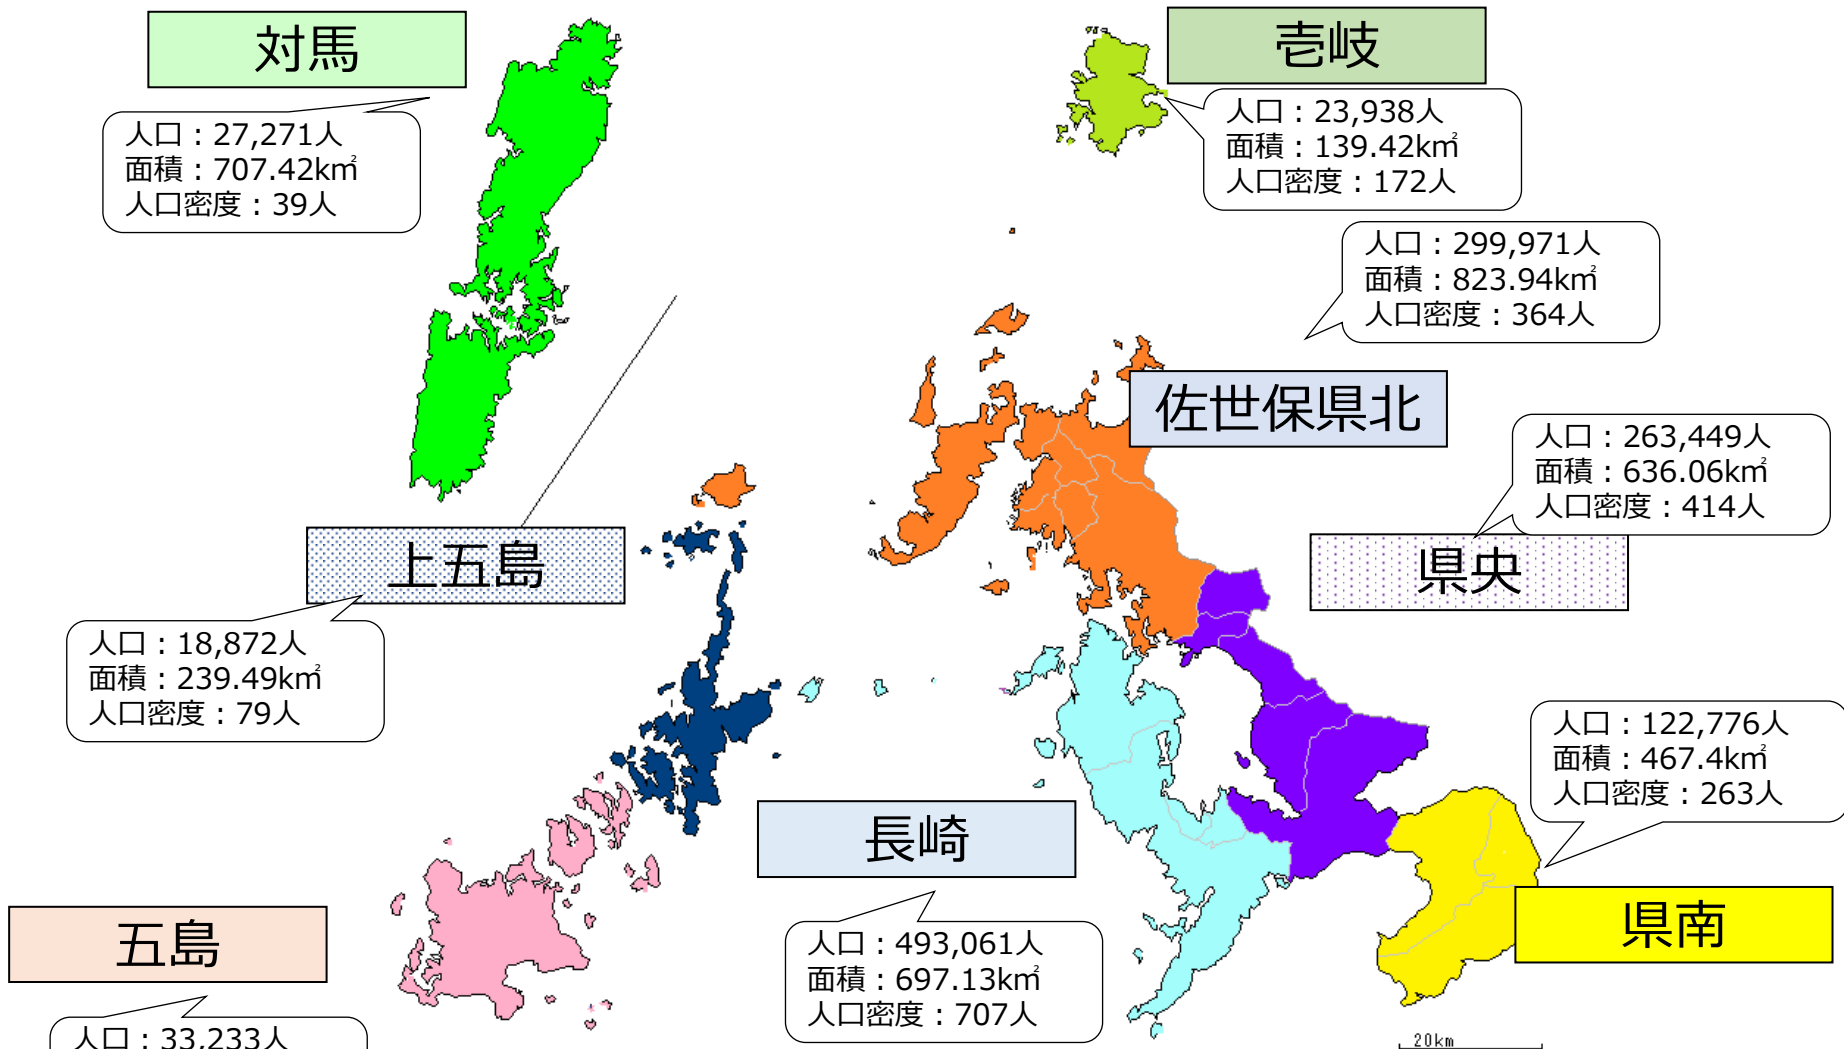 対馬
人口：27,271人
面積：707.42k㎡
人口密度：39人
壱岐
人口：23,938人
面積：139.42k㎡
人口密度：172人
人口：299,971人
面積：823.94k㎡
人口密度：364人
佐世保県北
人口：263,449人
面積：636.06k㎡
人口密度：414人
県央
上五島
人口：18,872人
面積：239.49k㎡
人口密度：79人
人口：122,776人
面積：467.4k㎡
人口密度：263人
県南
長崎
人口：493,061人
面積：697.13k㎡
人口密度：707人
五島
人口：33,233人
20km